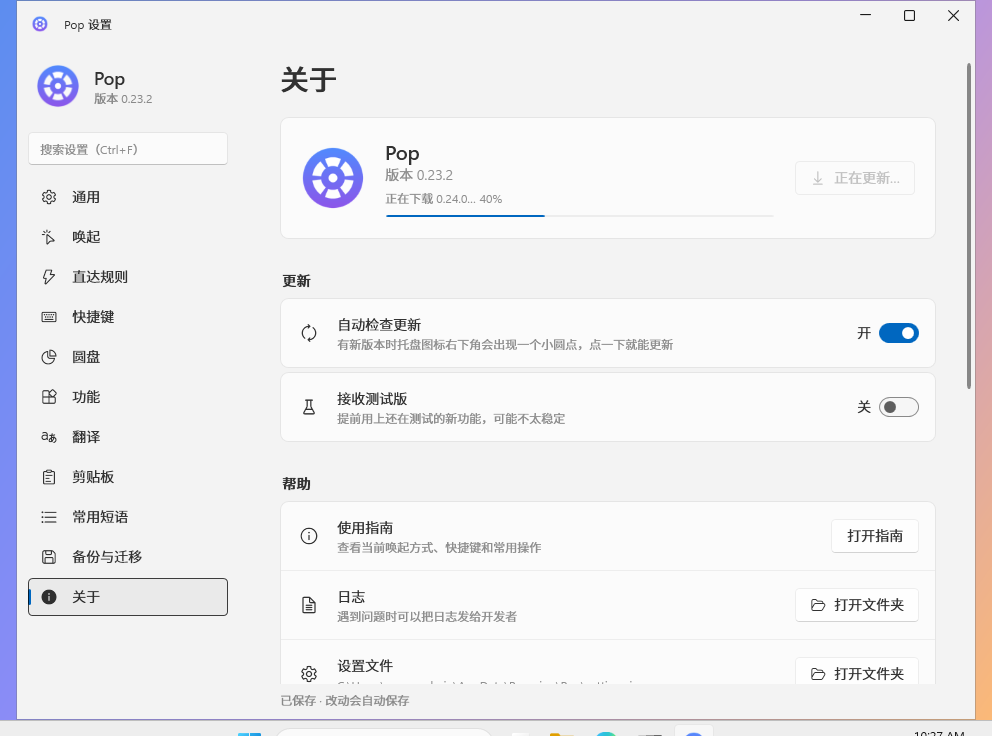 Pop 设置
Pop
版本 0.23.2
搜索设置（Ctrl+F）
通用
唤起
直达规则
快捷键
圆盘
功能
翻译
剪贴板
常用短语
备份与迁移
关于
关于
Pop
版本 0.23.2
正在下载 0.24.0... 40%
正在更新...
更新
自动检查更新
有新版本时托盘图标右下角会出现一个小圆点，点一下就能更新
开
接收测试版
提前用上还在测试的新功能，可能不太稳定
关
帮助
使用指南
查看当前唤起方式、快捷键和常用操作
打开指南
日志
遇到问题时可以把日志发给开发者
打开文件夹
设置文件
打开文件夹
已保存 · 改动会自动保存
10:27 AM